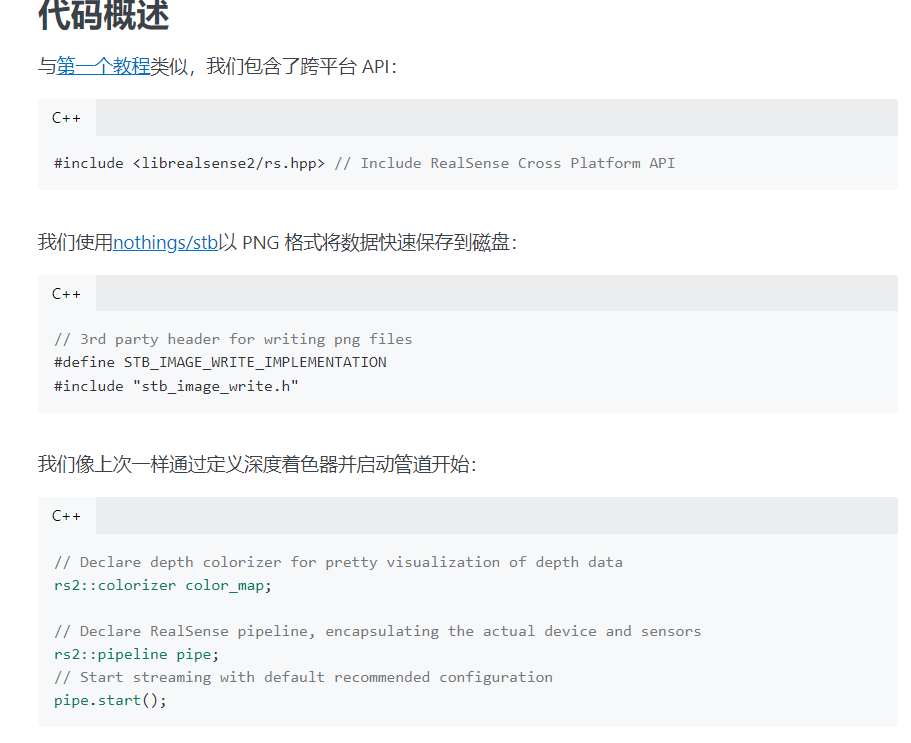 代码概述
与第一个教程类似，我们包含了跨平台 API：
C++
#include <librealsense2/rs.hpp> // Include RealSense Cross Platform API
我们使用nothings/stb以 PNG 格式将数据快速保存到磁盘：
C++
// 3rd party header for writing png files
#define STB_IMAGE_WRITE_IMPLEMENTATION
#include "stb_image_write.h"
我们像上次一样通过定义深度着色器并启动管道开始：
C++
// Declare depth colorizer for pretty visualization of depth data
rs2::colorizer color_map;
// Declare RealSense pipeline, encapsulating the actual device and sensors
rs2::pipeline pipe;
// Start streaming with default recommended configuration
pipe.start();